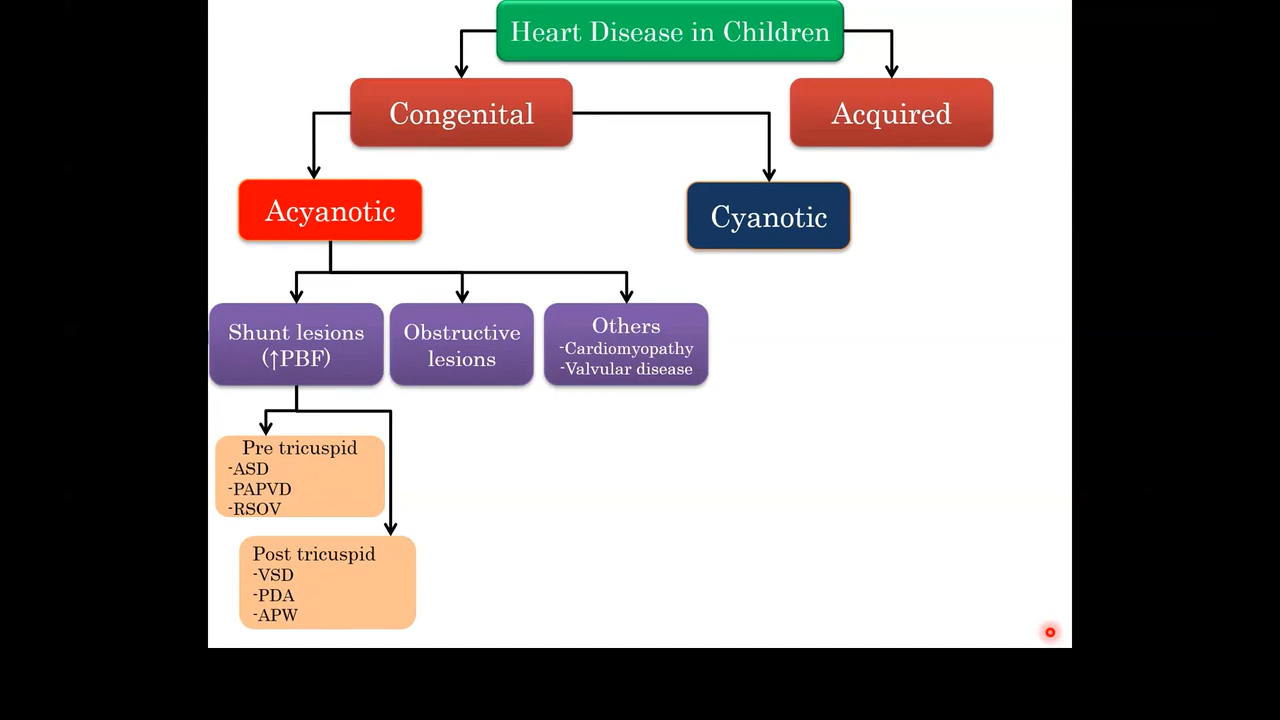 Heart Disease in Children
Congenital
Acquired
Acyanotic
Cyanotic
Shunt lesions
(↑PBF)
Obstructive
lesions
Others
-Cardiomyopathy
-Valvular disease
Pre tricuspid
-ASD
-PAPVD
-RSOV
Post tricuspid
-VSD
-PDA
-APW